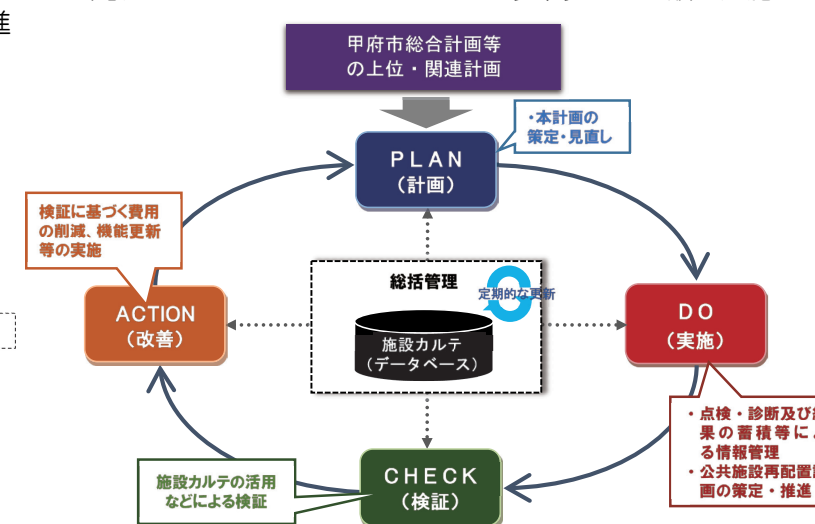 進
甲府市総合計画等
の上位・関連計画
・本計画の
策定・見直し
PLAN
(計画)
検証に基づく費用
の削減、機能更新
等の実施
総括管理
定期的な更新
ACTION
(改善)
施設カルテ
(データベース)
DO
(実施)
・点検・診断及び
果の蓄積等に
る情報管理
・公共施設再配置
画の策定・推進
施設カルテの活用
などによる検証
CHECK
(検証)